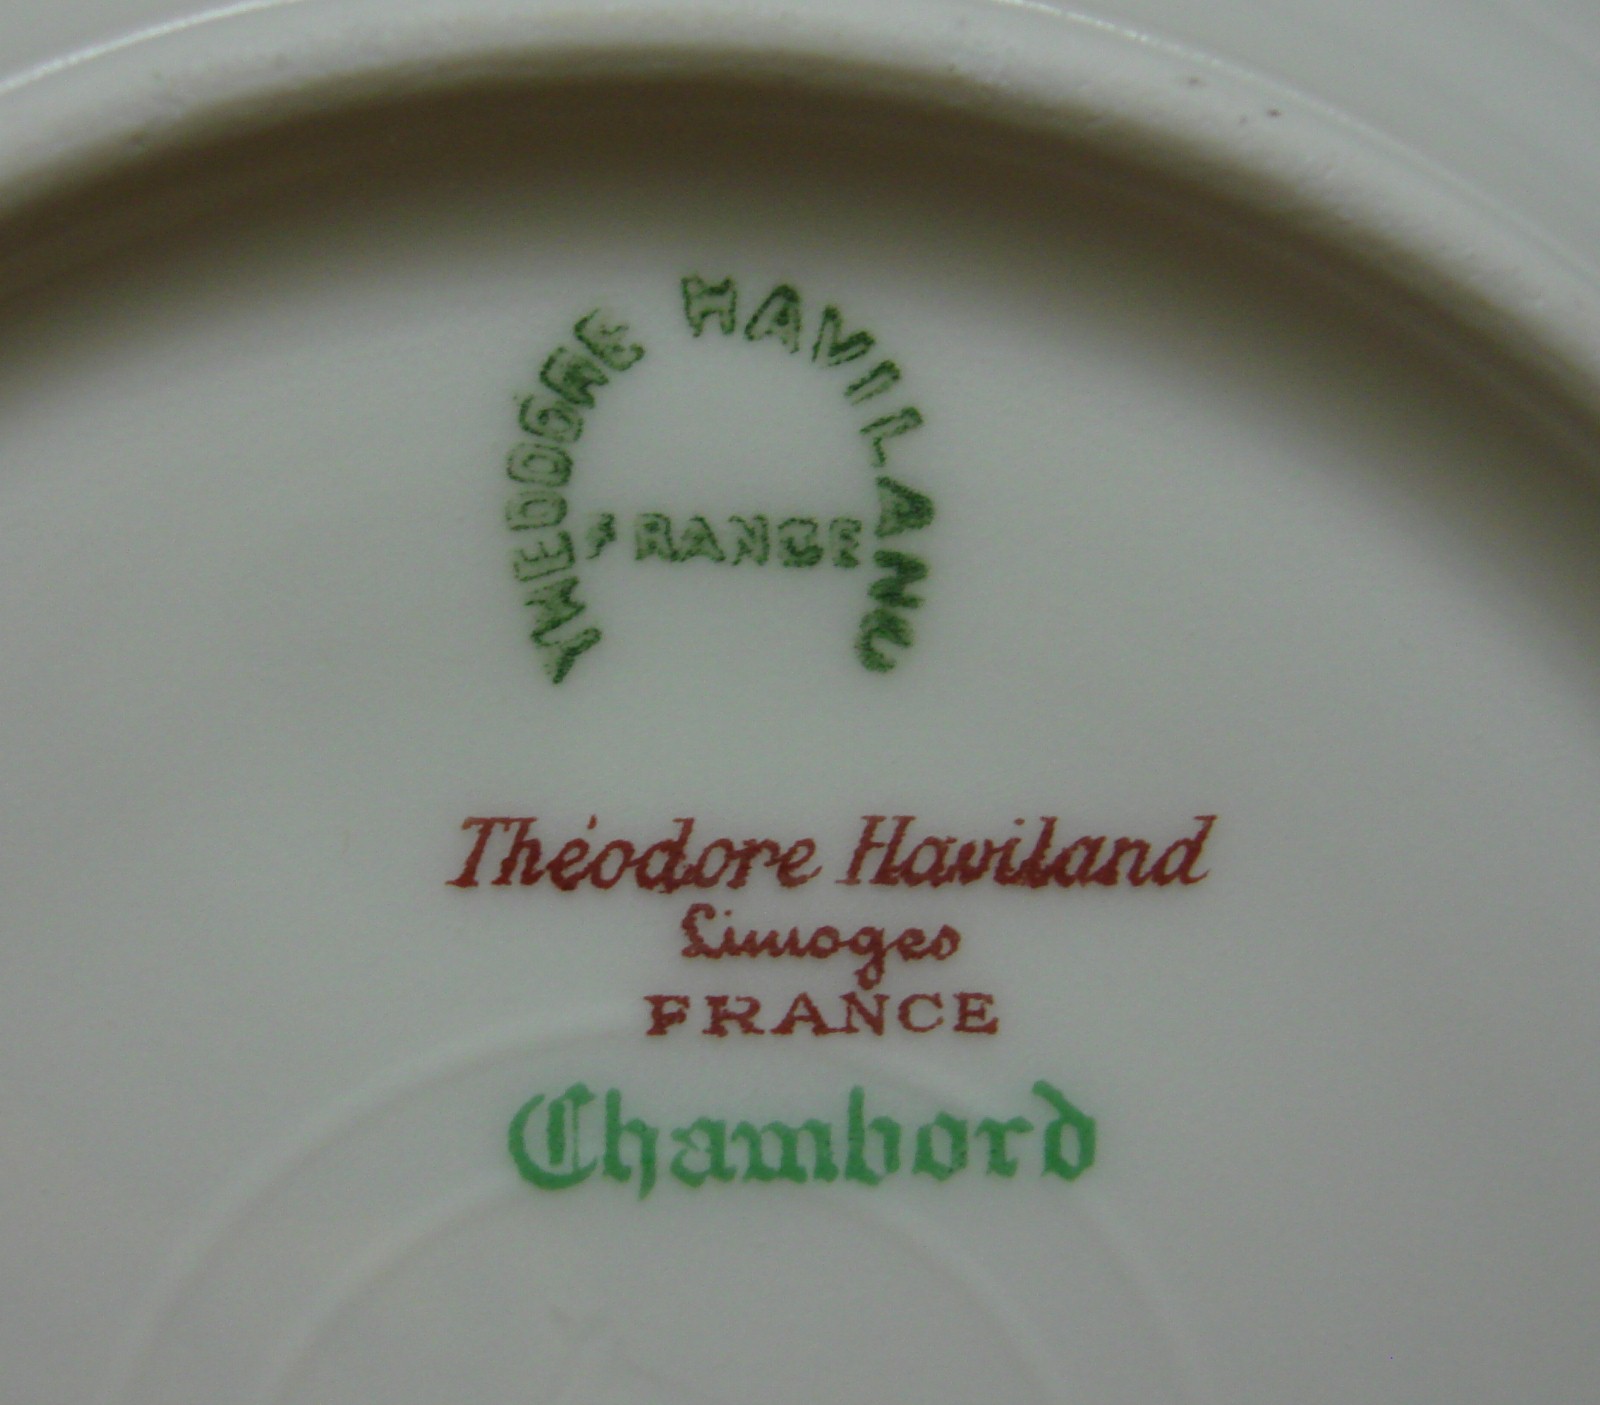 THEODORE HAVILAND
FRANCE
Théodore Haviland
Limoges
FRANCE
Chambord